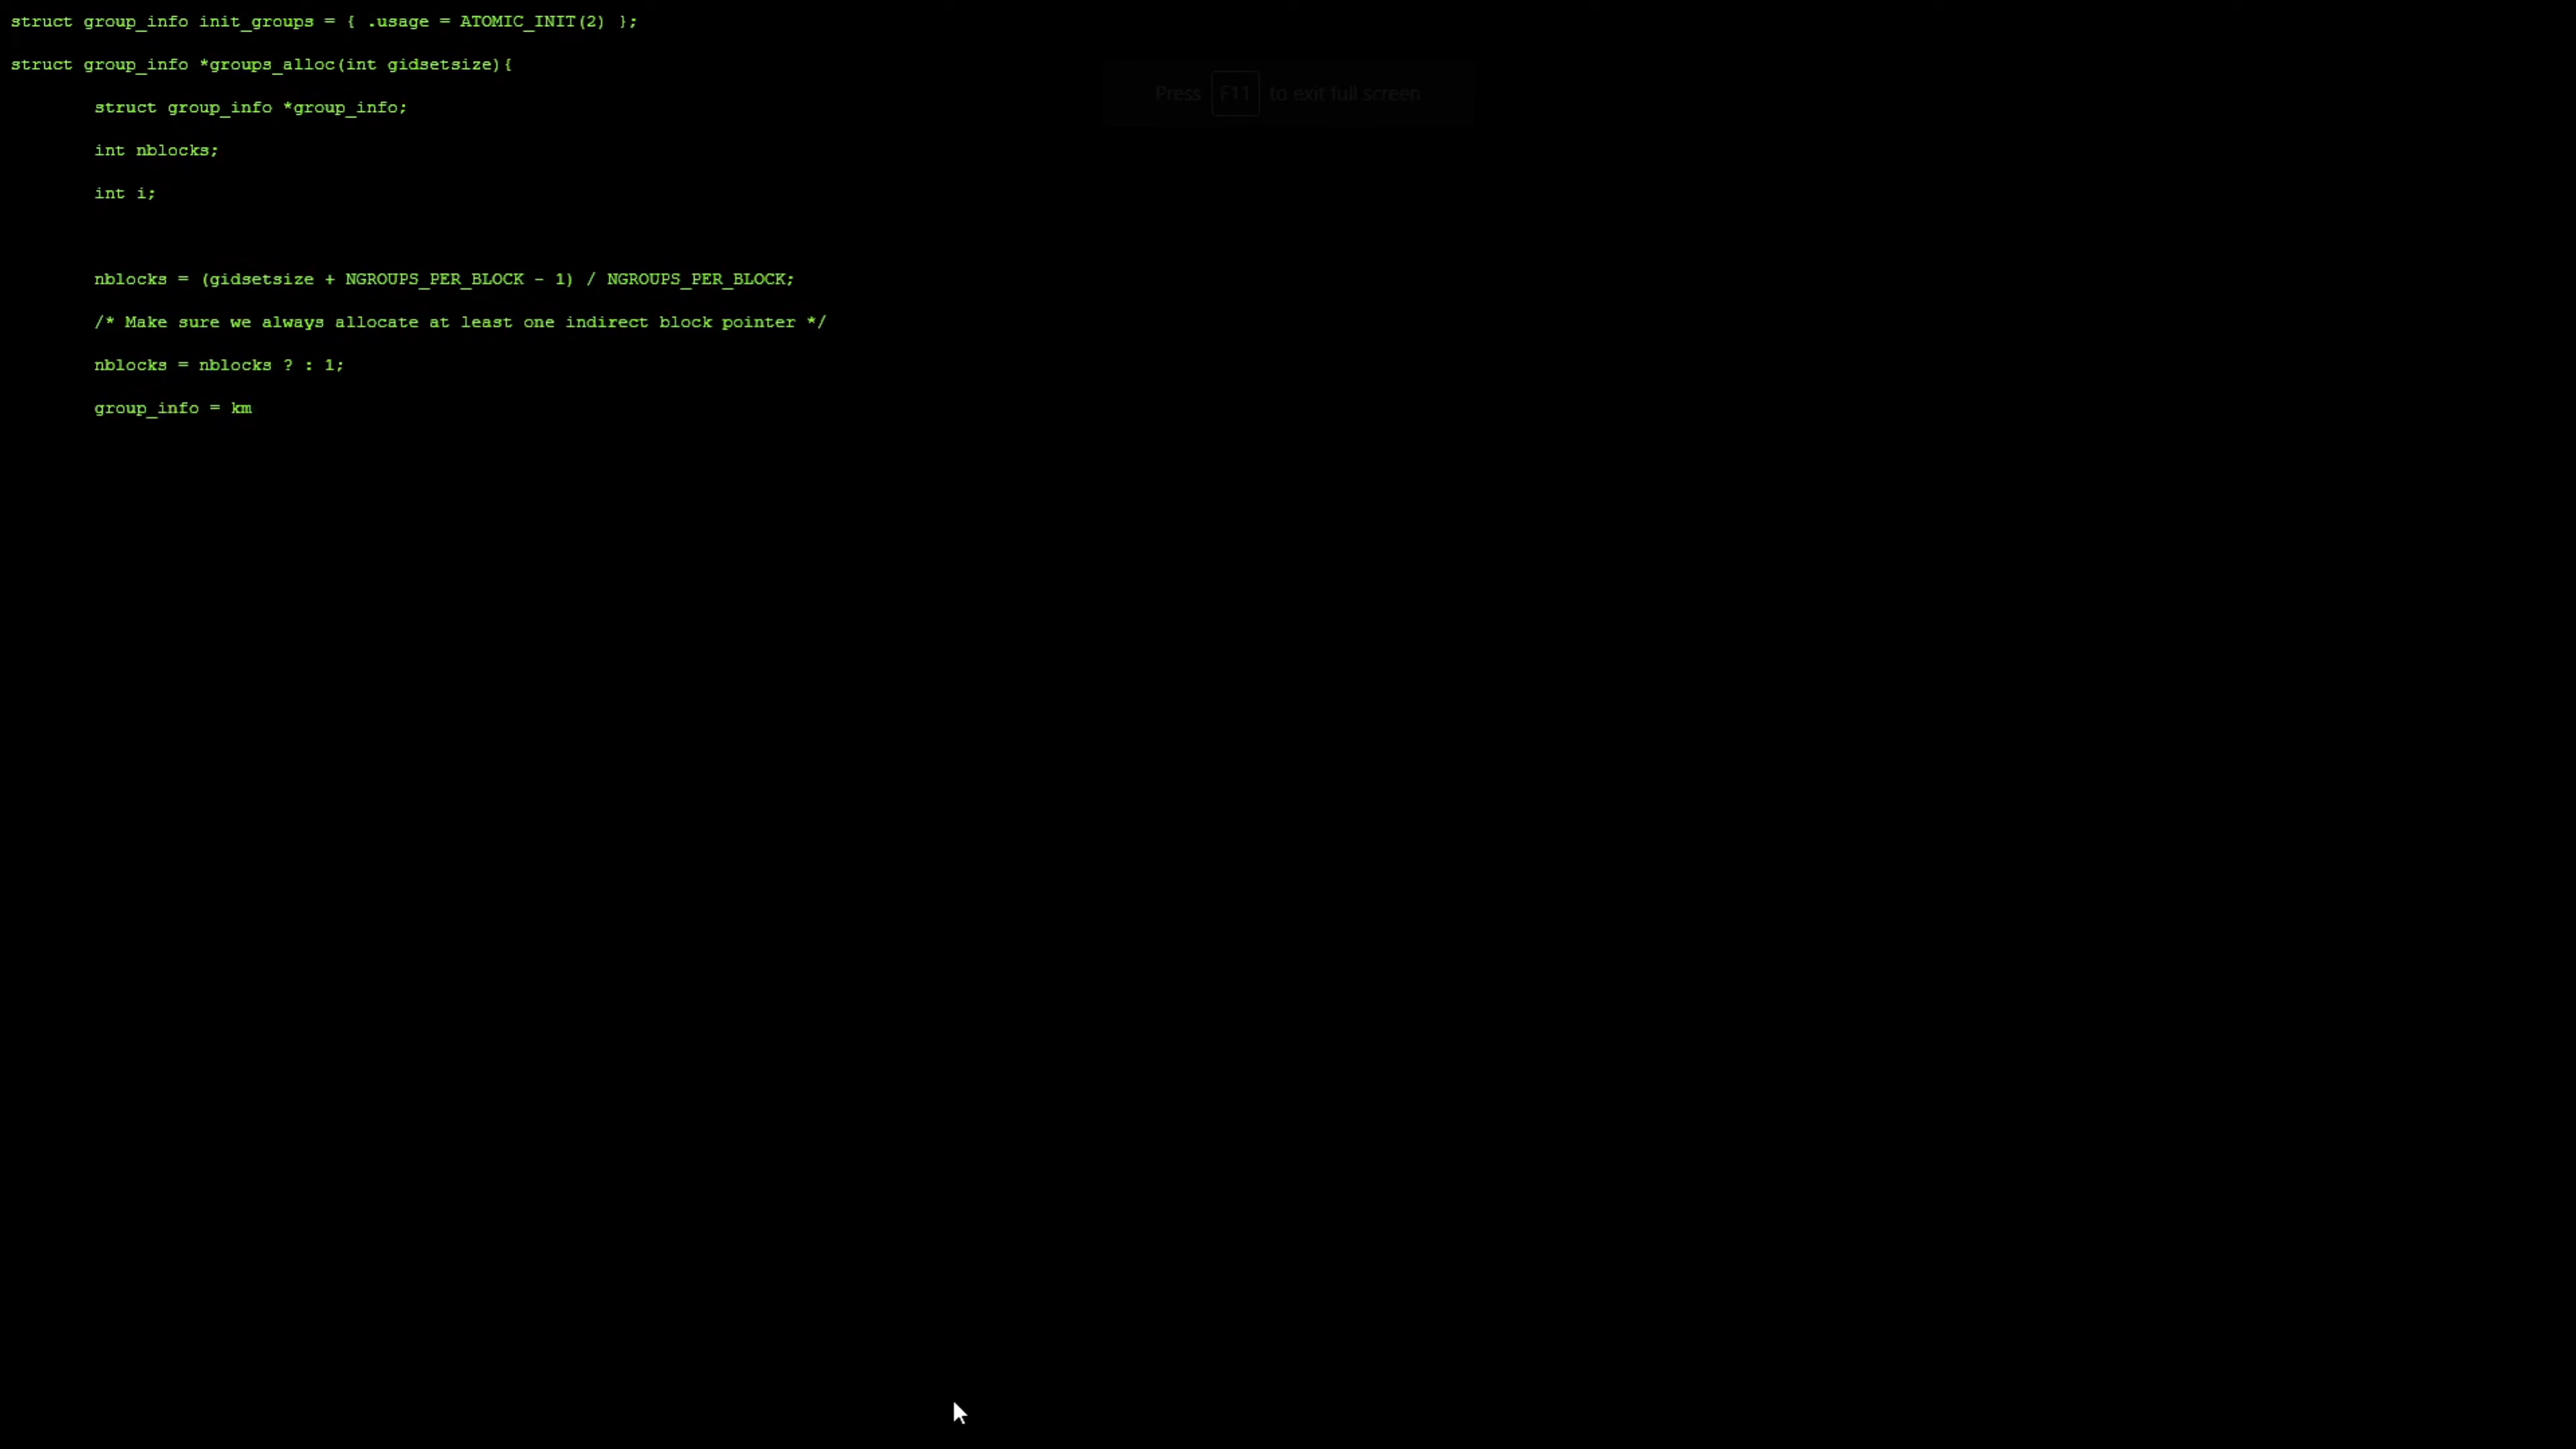 struct group_info init_groups = { .usage = ATOMIC_INIT(2) };
struct group_info *groups_alloc(int gidsetsize){
struct group_info *group_info;
int nblocks;
int i;
nblocks = (gidsetsize + NGROUPS_PER_BLOCK - 1) / NGROUPS_PER_BLOCK;
/* Make sure we always allocate at least one indirect block pointer */
nblocks = nblocks ? : 1;
group_info = km
Press F11 to exit full screen